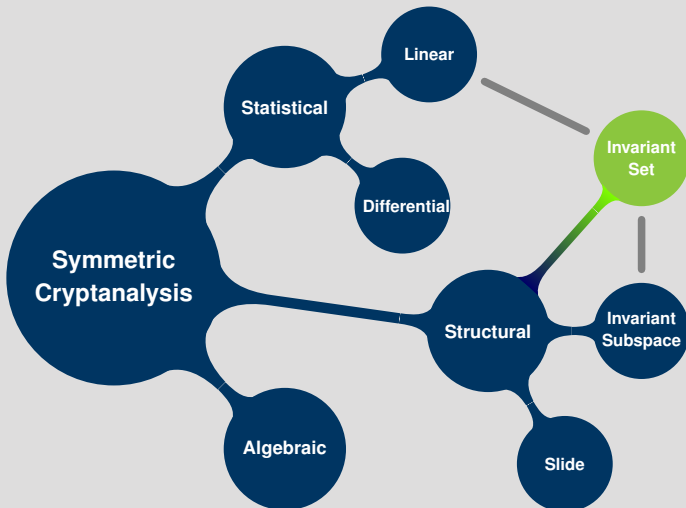 Linear
Statistical
Invariant
Set
Differential
Symmetric
Cryptanalysis
Structural
Invariant
Subspace
Algebraic
Slide